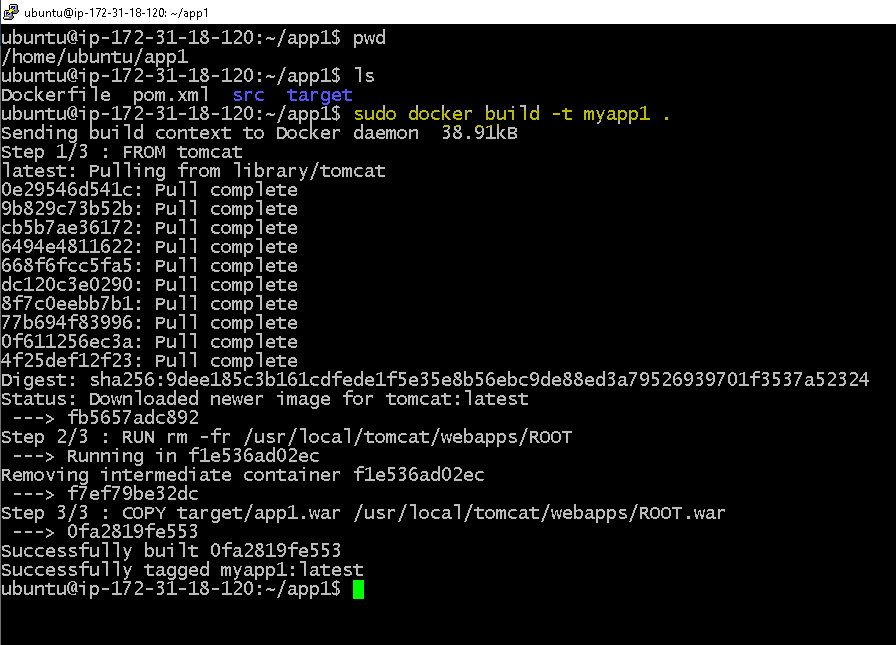 ubuntu@ip-172-31-18-120: ~/app1
ubuntu@ip-172-31-18-120:~/app1$ pwd
/home/ubuntu/app1
ubuntu@ip-172-31-18-120:~/app1$ ls
Dockerfile  pom.xml  src  target
ubuntu@ip-172-31-18-120:~/app1$ sudo docker build -t myapp1 .
Sending build context to Docker daemon  38.91kB
Step 1/3 : FROM tomcat
latest: Pulling from library/tomcat
0e29546d541c: Pull complete
9b829c73b52b: Pull complete
cb5b7ae36172: Pull complete
6494e4811622: Pull complete
668f6fcc5fa5: Pull complete
dc120c3e0290: Pull complete
8f7c0eebb7b1: Pull complete
77b694f83996: Pull complete
0f611256ec3a: Pull complete
4f25def12f23: Pull complete
Digest: sha256:9dee185c3b161cdfede1f5e35e8b56ebc9de88ed3a79526939701f3537a52324
Status: Downloaded newer image for tomcat:latest
 ---> fb5657adc892
Step 2/3 : RUN rm -fr /usr/local/tomcat/webapps/ROOT
 ---> Running in f1e536ad02ec
Removing intermediate container f1e536ad02ec
 ---> f7ef79be32dc
Step 3/3 : COPY target/app1.war /usr/local/tomcat/webapps/ROOT.war
 ---> 0fa2819fe553
Successfully built 0fa2819fe553
Successfully tagged myapp1:latest
ubuntu@ip-172-31-18-120:~/app1$